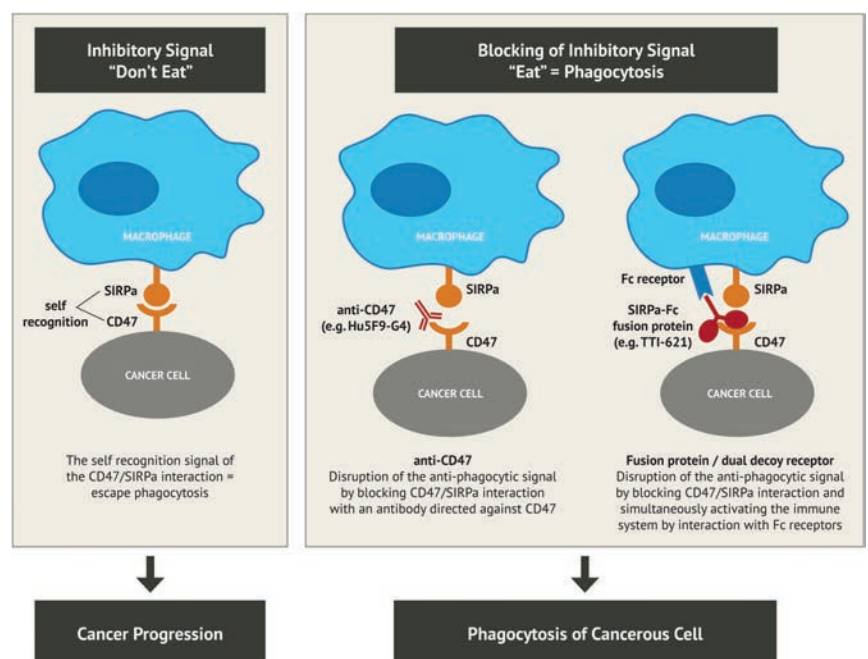 Inhibitory Signal
“Don’t Eat”
MACROPHAGE
SIRPa
self
recognition
CD47
CANCER CELL
The self recognition signal of
the CD47/SIRPa interaction =
escape phagocytosis
Cancer Progression
Blocking of Inhibitory Signal
“Eat” = Phagocytosis
MACROPHAGE
SIRPa
anti-CD47
(e.g. Hu5F9-G4)
CD47
CANCER CELL
anti-CD47
Disruption of the anti-phagocytic signal
by blocking CD47/SIRPa interaction
with an antibody directed against CD47
MACROPHAGE
Fc receptor
SIRPa
SIRPa-Fc
fusion protein
(e.g. TTI-621)
CD47
CANCER CELL
Fusion protein / dual decoy receptor
Disruption of the anti-phagocytic signal
by blocking CD47/SIRPa interaction and
simultaneously activating the immune
system by interaction with Fc receptors
Phagocytosis of Cancerous Cell